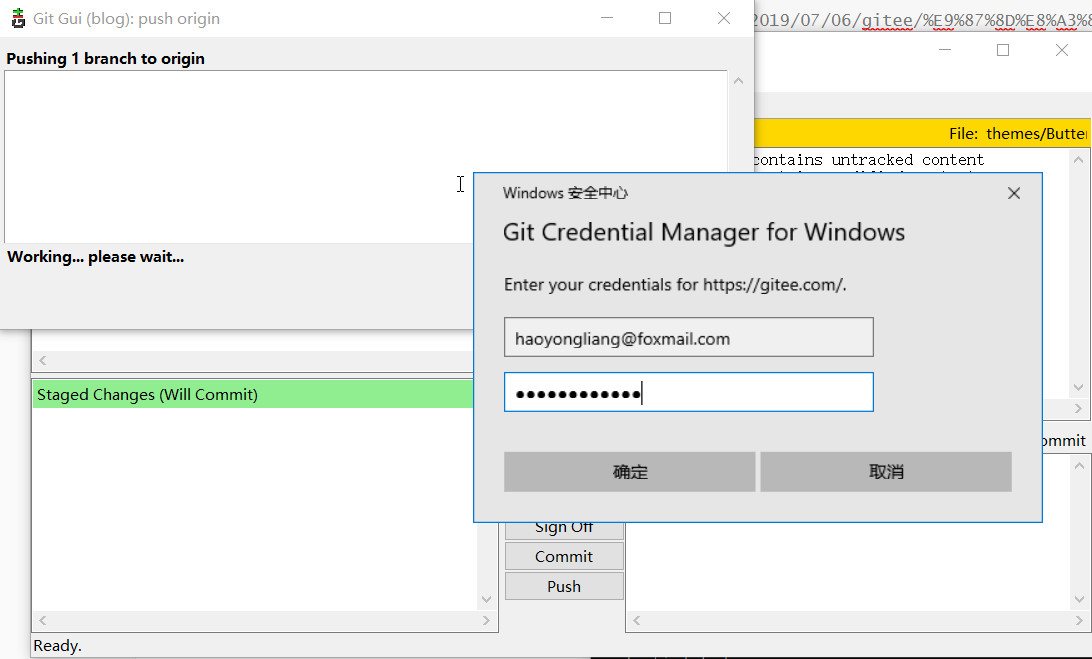 Git Gui (blog): push origin
2019/07/06/gitee/%E9%87%8D%E8%A3%8
Pushing 1 branch to origin
File: themes/Butte
contains untracked content
Windows 安全中心
Git Credential Manager for Windows
Working... please wait...
Enter your credentials for https://gitee.com/.
haoyongliang@foxmail.com
●●●●●●●●●●●●
Staged Changes (Will Commit)
ommit
确定
取消
Sign Off
Commit
Push
Ready.